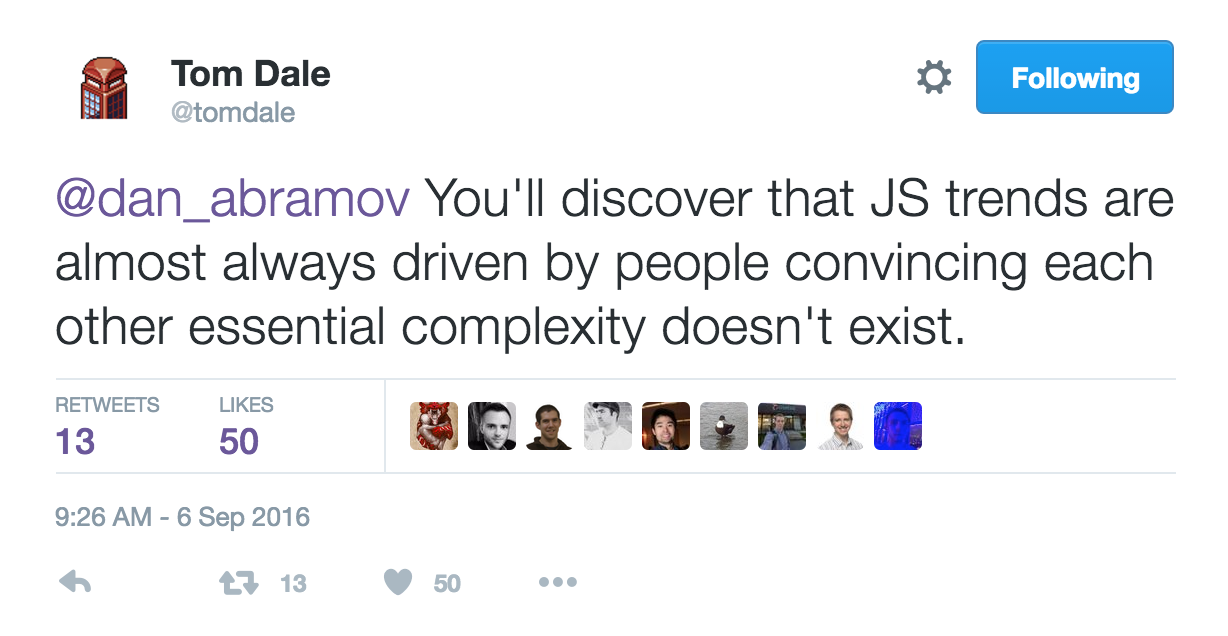 Tom Dale
@tomdale
Following
@dan_abramov You'll discover that JS trends are
almost always driven by people convincing each
other essential complexity doesn't exist.
RETWEETS
13
LIKES
50
9:26 AM - 6 Sep 2016
13
50